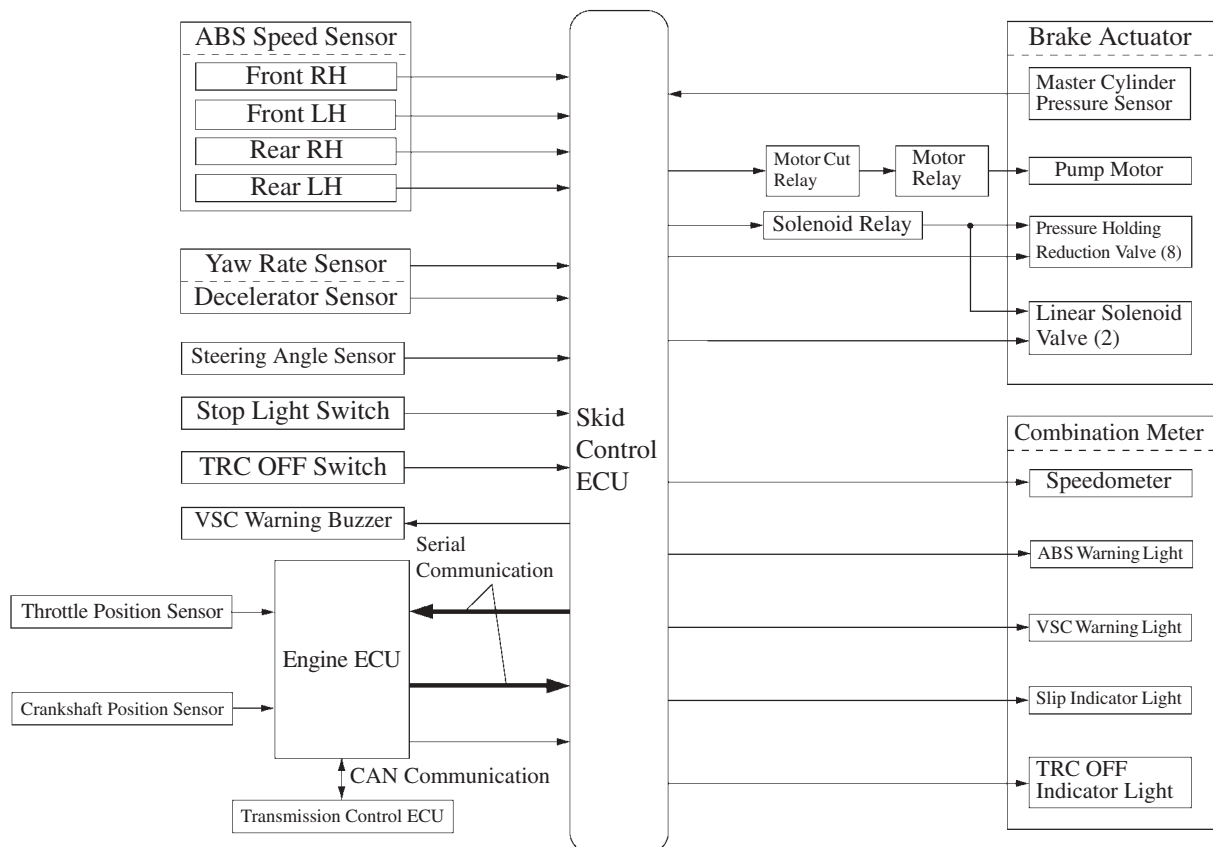 ABS Speed Sensor
Front RH
Front LH
Rear RH
Rear LH
Yaw Rate Sensor
Decelerator Sensor
Steering Angle Sensor
Stop Light Switch
TRC OFF Switch
VSC Warning Buzzer
Serial
Communication
Throttle Position Sensor
Engine ECU
Crankshaft Position Sensor
CAN Communication
Transmission Control ECU
Skid
Control
ECU
Motor Cut
Relay
Motor
Relay
Solenoid Relay
Brake Actuator
Master Cylinder
Pressure Sensor
Pump Motor
Pressure Holding
Reduction Valve (8)
Linear Solenoid
Valve (2)
Combination Meter
Speedometer
ABS Warning Light
VSC Warning Light
Slip Indicator Light
TRC OFF
Indicator Light